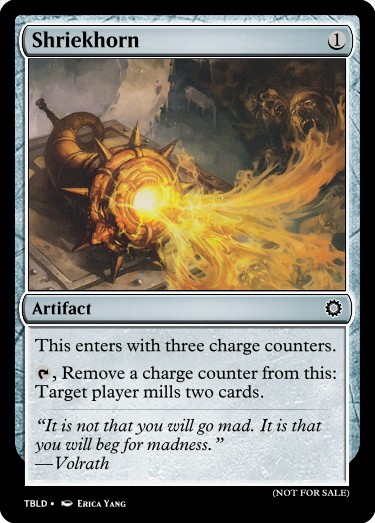 Shriekhorn 1
Artifact
This enters with three charge counters.
, Remove a charge counter from this:
Target player mills two cards.
“It is not that you will go mad. It is that
you will beg for madness.”
—Volrath
(NOT FOR SALE)
TBLD • Erica Yang